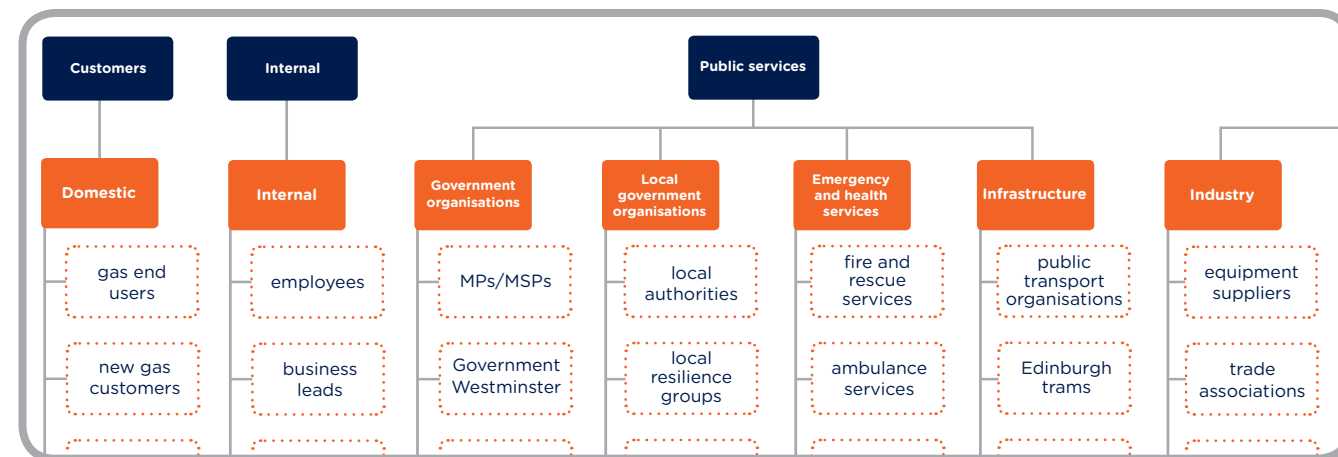 Customers
Internal
Public services
Domestic
Internal
Government
organisations
Local
government
organisations
Emergency
and health
services
Infrastructure
Industry
gas end
users
employees
MPs/MSPs
local
authorities
fire and
rescue
services
public
transport
organisations
equipment
suppliers
new gas
customers
business
leads
Government
Westminster
local
resilience
groups
ambulance
services
Edinburgh
trams
trade
associations